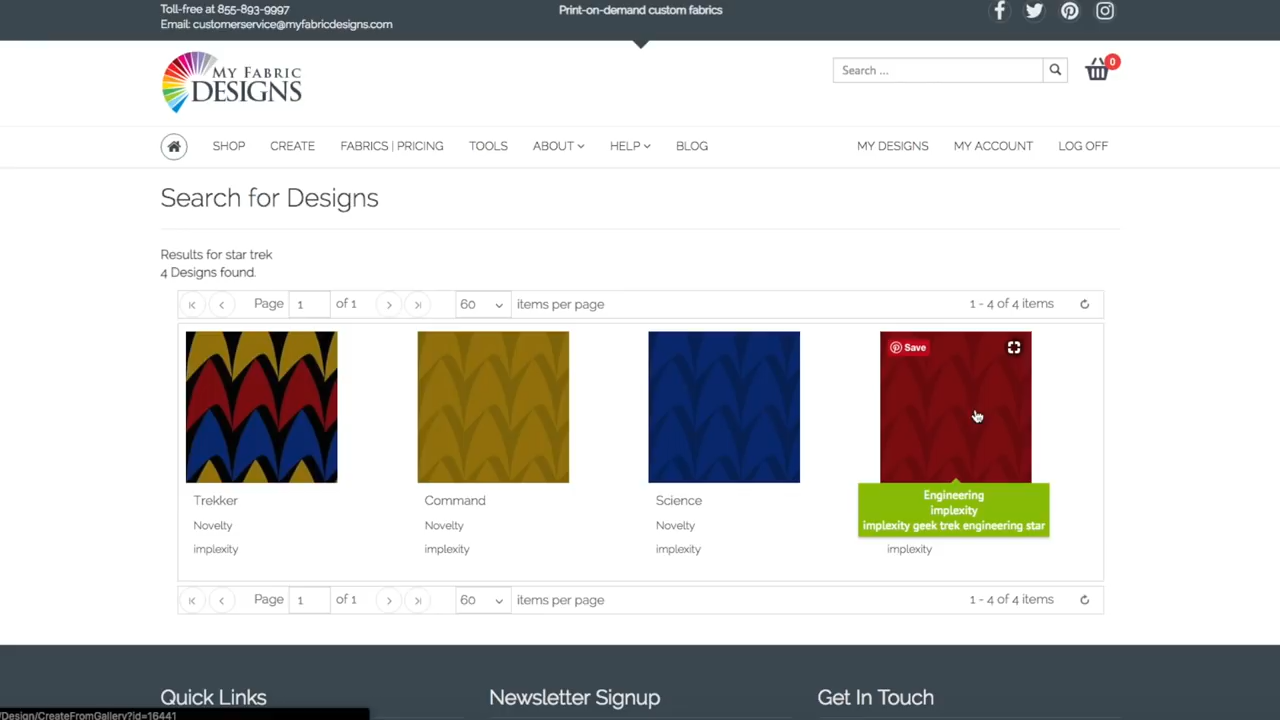 Toll-free at 855-893-9997
Print-on-demand custom fabrics
Email: customerservice@myfabricdesigns.com
MY FABRIC
DESIGNS
Search ...
0
SHOP CREATE FABRICS | PRICING TOOLS ABOUT HELP BLOG MY DESIGNS MY ACCOUNT LOG OFF
Search for Designs
Results for star trek
4 Designs found.
Page 1 of 1 60 items per page 1 - 4 of 4 items
Save
Trekker Command Science
Novelty Novelty Novelty
implexity implexity implexity implexity
Engineering
implexity
implexity geek trek engineering star
Page 1 of 1 60 items per page 1 - 4 of 4 items
Quick Links Newsletter Signup Get In Touch
/Design/CreateFromGallery?id=16441